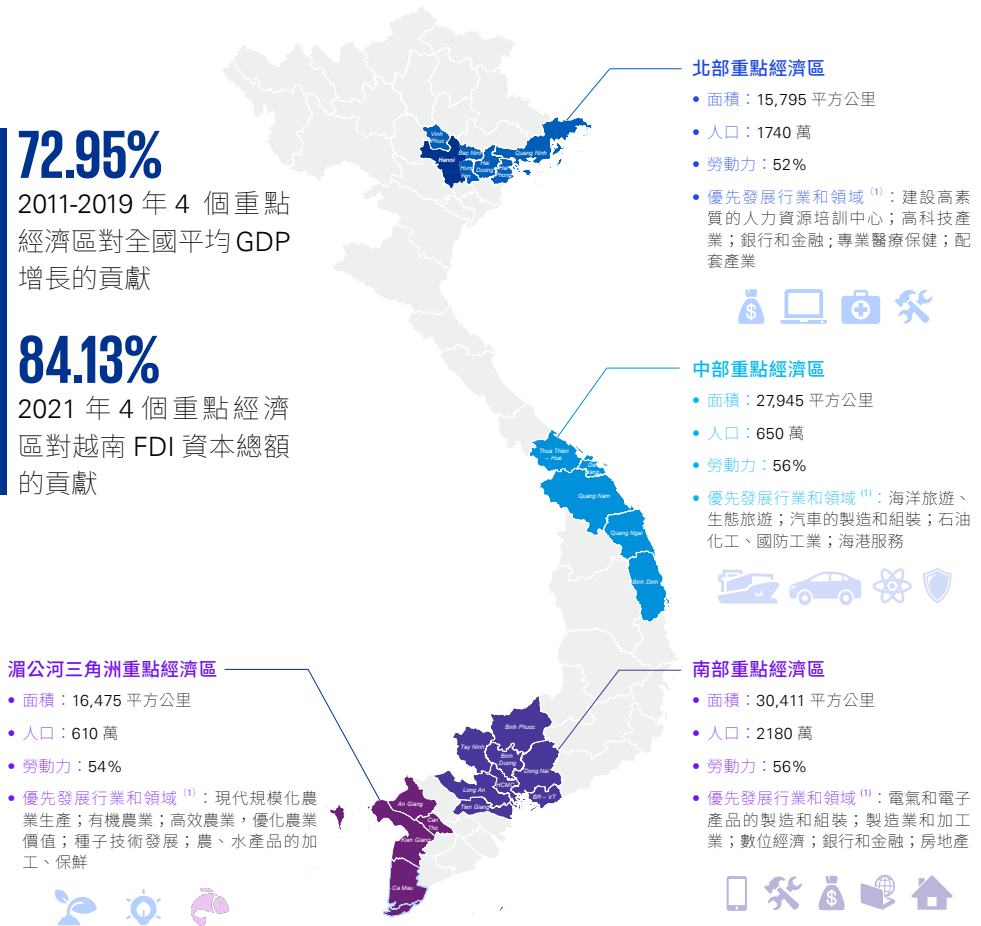 72.95%
2011-2019 年 4 個重點
經濟區對全國平均 GDP
增長的貢獻
84.13%
2021 年 4 個重點經濟
區對越南 FDI 資本總額
的貢獻
北部重點經濟區
• 面積：15,795 平方公里
• 人口：1740 萬
• 勞動力：52%
• 優先發展行業和領域 (1)：建設高素
質的人力資源培訓中心；高科技產
業；銀行和金融；專業醫療保健；配
套產業
Vinh
Phuc
Hanoi
Bac Ninh
Hung
Yen
Hai
Duong
Hai
Phong
Quang Ninh
中部重點經濟區
• 面積：27,945 平方公里
• 人口：650 萬
• 勞動力：56%
• 優先發展行業和領域 (1)：海洋旅遊、
生態旅遊；汽車的製造和組裝；石油
化工、國防工業；海港服務
Thua Thien
– Hue
Da
Nang
Quang Nam
Quang Ngai
Binh Dinh
湄公河三角洲重點經濟區
• 面積：16,475 平方公里
• 人口：610 萬
• 勞動力：54%
• 優先發展行業和領域 (1)：現代規模化農
業生產；有機農業；高效農業，優化農業
價值；種子技術發展；農、水產品的加
工、保鮮
An Giang
Can
Tho
Kien Giang
Ca Mau
南部重點經濟區
• 面積：30,411 平方公里
• 人口：2180 萬
• 勞動力：56%
• 優先發展行業和領域 (1)：電氣和電子
產品的製造和組裝；製造業和加工
業；數位經濟；銀行和金融；房地產
Binh Phuoc
Tay Ninh
Binh
Duong
Dong Nai
HCMC
Long An
BR – VT
Tien Giang